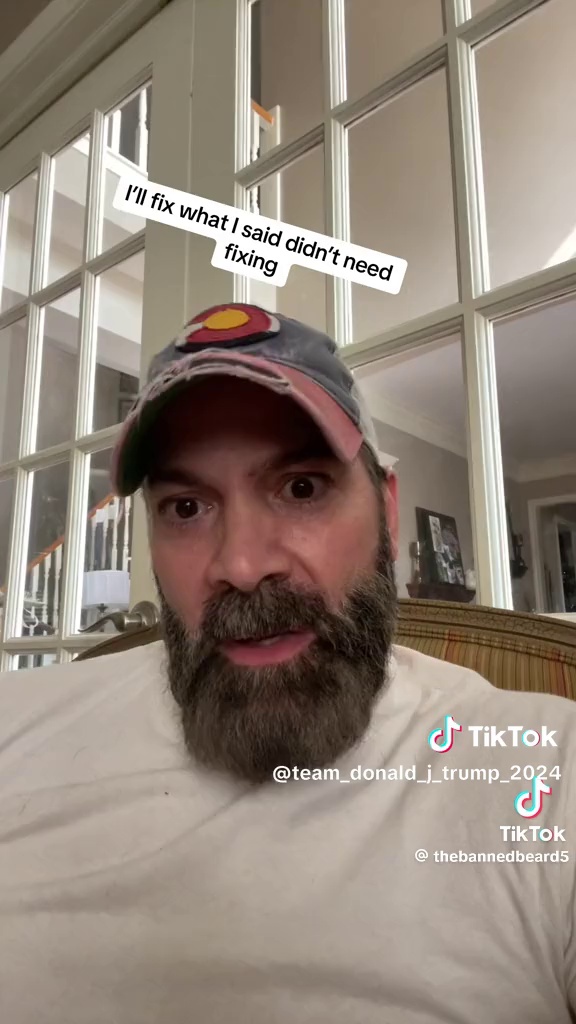 I'll fix what I said didn't need
fixing
TikTok
@team_donald_j_trump_2024
TikTok
@ thebannedbeard5